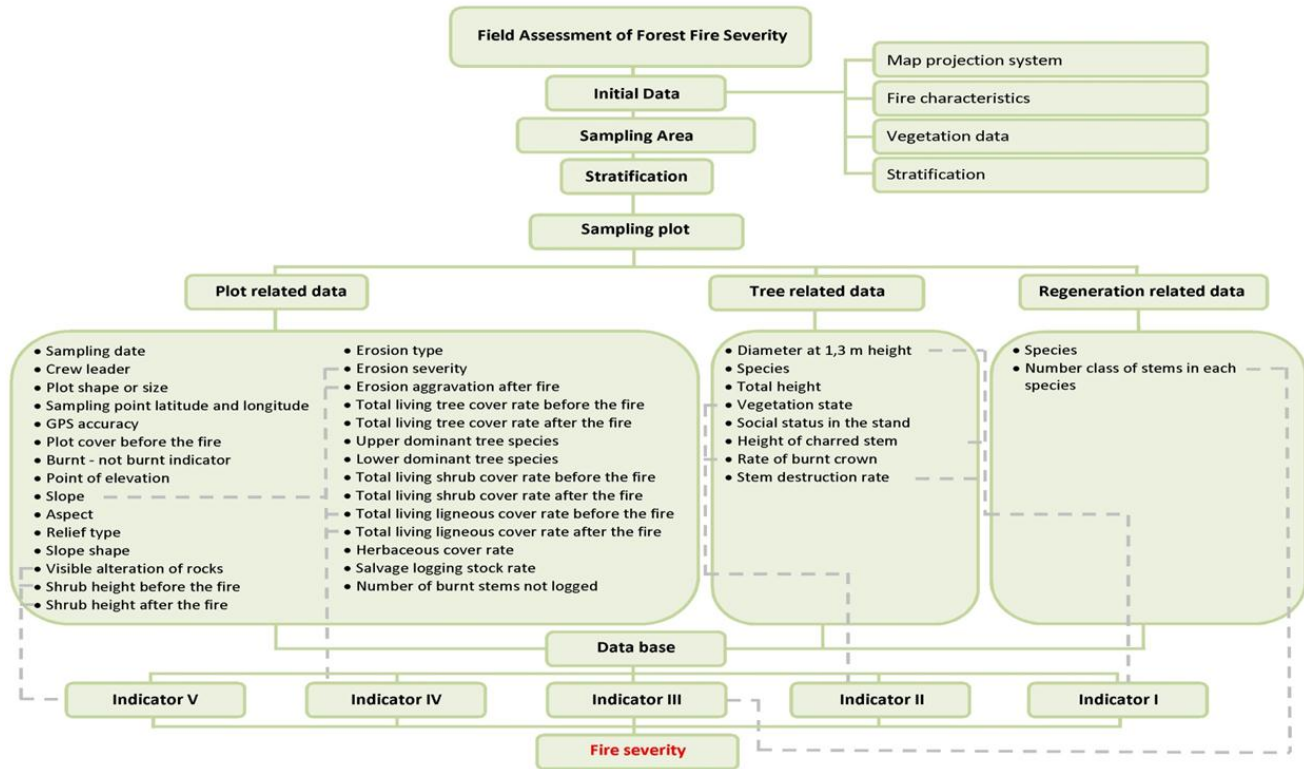 Field Assessment of Forest Fire Severity
Initial Data
Map projection system
Fire characteristics
Vegetation data
Stratification
Sampling Area
Stratification
Sampling plot
Plot related data
• Sampling date
• Crew leader
• Plot shape or size
• Sampling point latitude and longitude
• GPS accuracy
• Plot cover before the fire
• Burnt - not burnt indicator
• Point of elevation
• Slope
• Aspect
• Relief type
• Slope shape
• Visible alteration of rocks
• Shrub height before the fire
• Shrub height after the fire
• Erosion type
• Erosion severity
• Erosion aggravation after fire
• Total living tree cover rate before the fire
• Total living tree cover rate after the fire
• Upper dominant tree species
• Lower dominant tree species
• Total living shrub cover rate before the fire
• Total living shrub cover rate after the fire
• Total living ligneous cover rate before the fire
• Total living ligneous cover rate after the fire
• Herbaceous cover rate
• Salvage logging stock rate
• Number of burnt stems not logged
Tree related data
• Diameter at 1,3 m height
• Species
• Total height
• Vegetation state
• Social status in the stand
• Height of charred stem
• Rate of burnt crown
• Stem destruction rate
Regeneration related data
• Species
• Number class of stems in each
species
Data base
Indicator V
Indicator IV
Indicator III
Indicator II
Indicator I
Fire severity